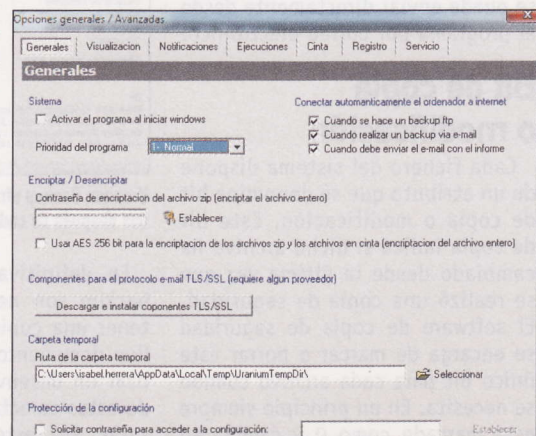 Opciones generales / Avanzadas
Generales Visualizacion Notificaciones Ejecuciones Cinta Registro Servicio
Generales
Sistema
Activar el programa al iniciar windows
Prioridad del programa 1- Normal
Conectar automaticamente el ordenador a internet
Cuando se hace un backup ftp
Cuando realizar un backup via e-mail
Cuando debe enviar el e-mail con el informe
Encriptar / Desencriptar
Contraseña de encriptacion del archivo zip (encriptar el archivo entero)
Establecer
Usar AES 256 bit para la encriptacion de los archivos zip y los archivos en cinta (encriptacion del archivo entero)
Componentes para el protocolo e-mail TLS/SSL (requiere algun proveedor)
Descargar e instalar coponentes TLS/SSL
Carpeta temporal
Ruta de la carpeta temporal
C:\Users\isabel.herrera\AppData\Local\Temp\UraniumTempDir\ Seleccionar
Protección de la configuración
Solicitar contraseña para acceder a la configuración: Establecer